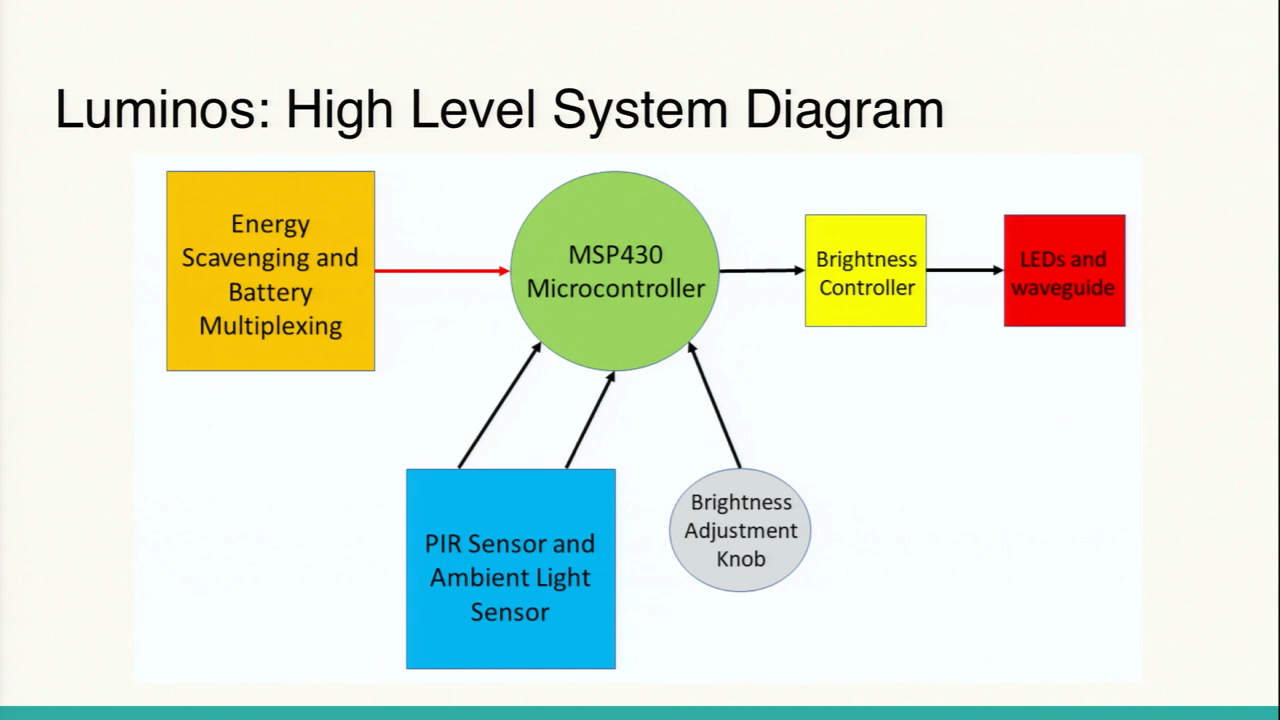 Luminos: High Level System Diagram
Energy
Scavenging and
Battery
Multiplexing
MSP430
Microcontroller
Brightness
Controller
LEDs and
waveguide
PIR Sensor and
Ambient Light
Sensor
Brightness
Adjustment
Knob